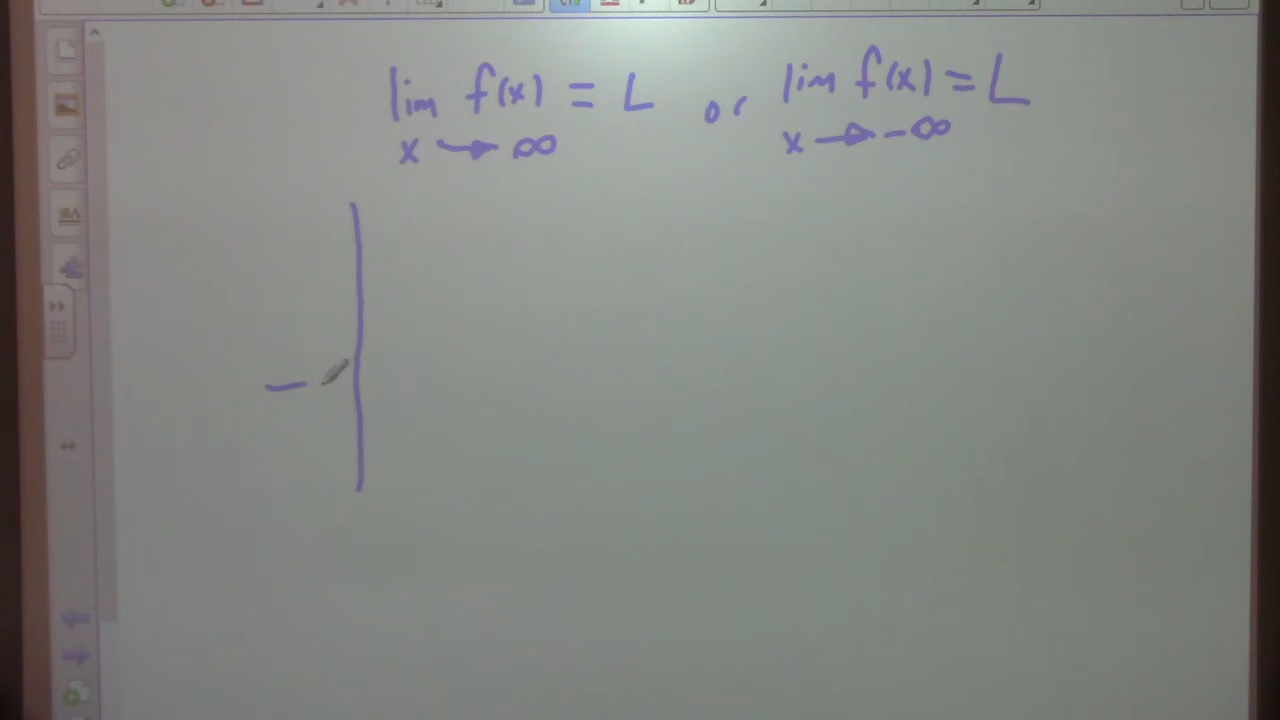 lim f(x) = L or lim f(x) = L
x → ∞ x → -∞